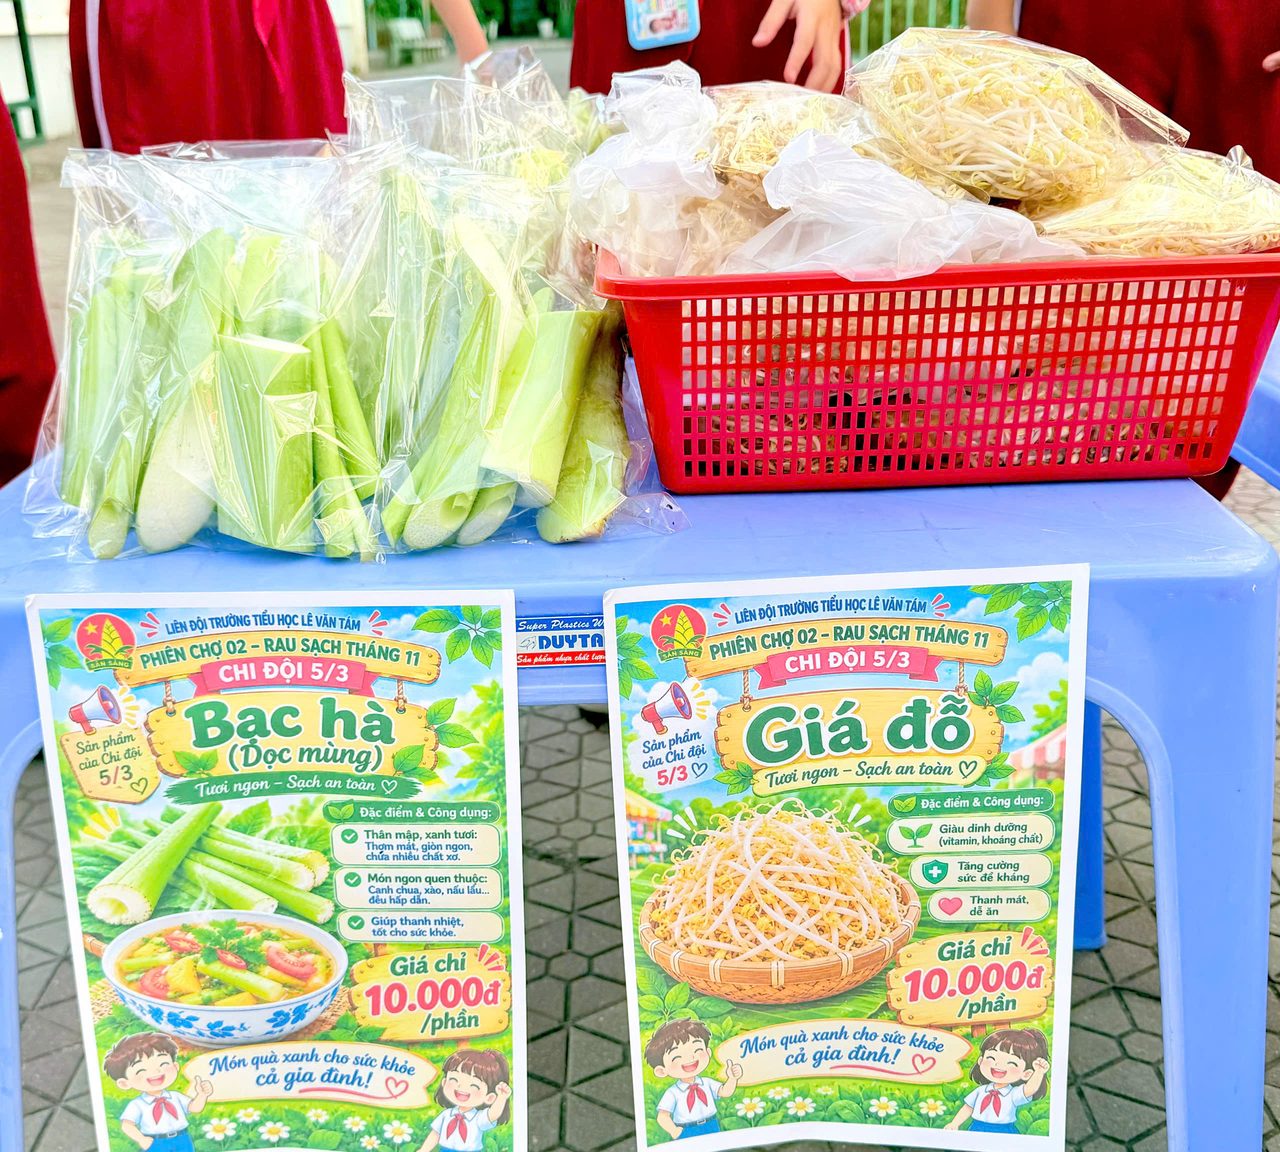 Super Plastics W
DUYTA
Sản phẩm nhựa chất lượng
LIÊN ĐỘI TRƯỜNG TIỂU HỌC LÊ VĂN TÁM
SẴN SÀNG
PHIÊN CHỢ 02 – RAU SẠCH THÁNG 11
CHI ĐỘI 5/3
Sản phẩm
của Chi đội
5/3
Bạc hà
(Dọc mùng)
Tươi ngon – Sạch an toàn
Đặc điểm & Công dụng:
Thân mập, xanh tươi:
Thơm mát, giòn ngon,
chứa nhiều chất xơ.
Món ngon quen thuộc:
Canh chua, xào, nấu lẩu...
đều hấp dẫn.
Giúp thanh nhiệt,
tốt cho sức khỏe.
Giá chỉ
10.000đ
/phần
Món quà xanh cho sức khỏe
cả gia đình!
LIÊN ĐỘI TRƯỜNG TIỂU HỌC LÊ VĂN TÁM
SẴN SÀNG
PHIÊN CHỢ 02 – RAU SẠCH THÁNG 11
CHI ĐỘI 5/3
Sản phẩm
của Chi đội
5/3
Giá đỗ
Tươi ngon – Sạch an toàn
Đặc điểm & Công dụng:
Giàu dinh dưỡng
(vitamin, khoáng chất)
Tăng cường
sức đề kháng
Thanh mát,
dễ ăn
Giá chỉ
10.000đ
/phần
Món quà xanh cho sức khỏe
cả gia đình!